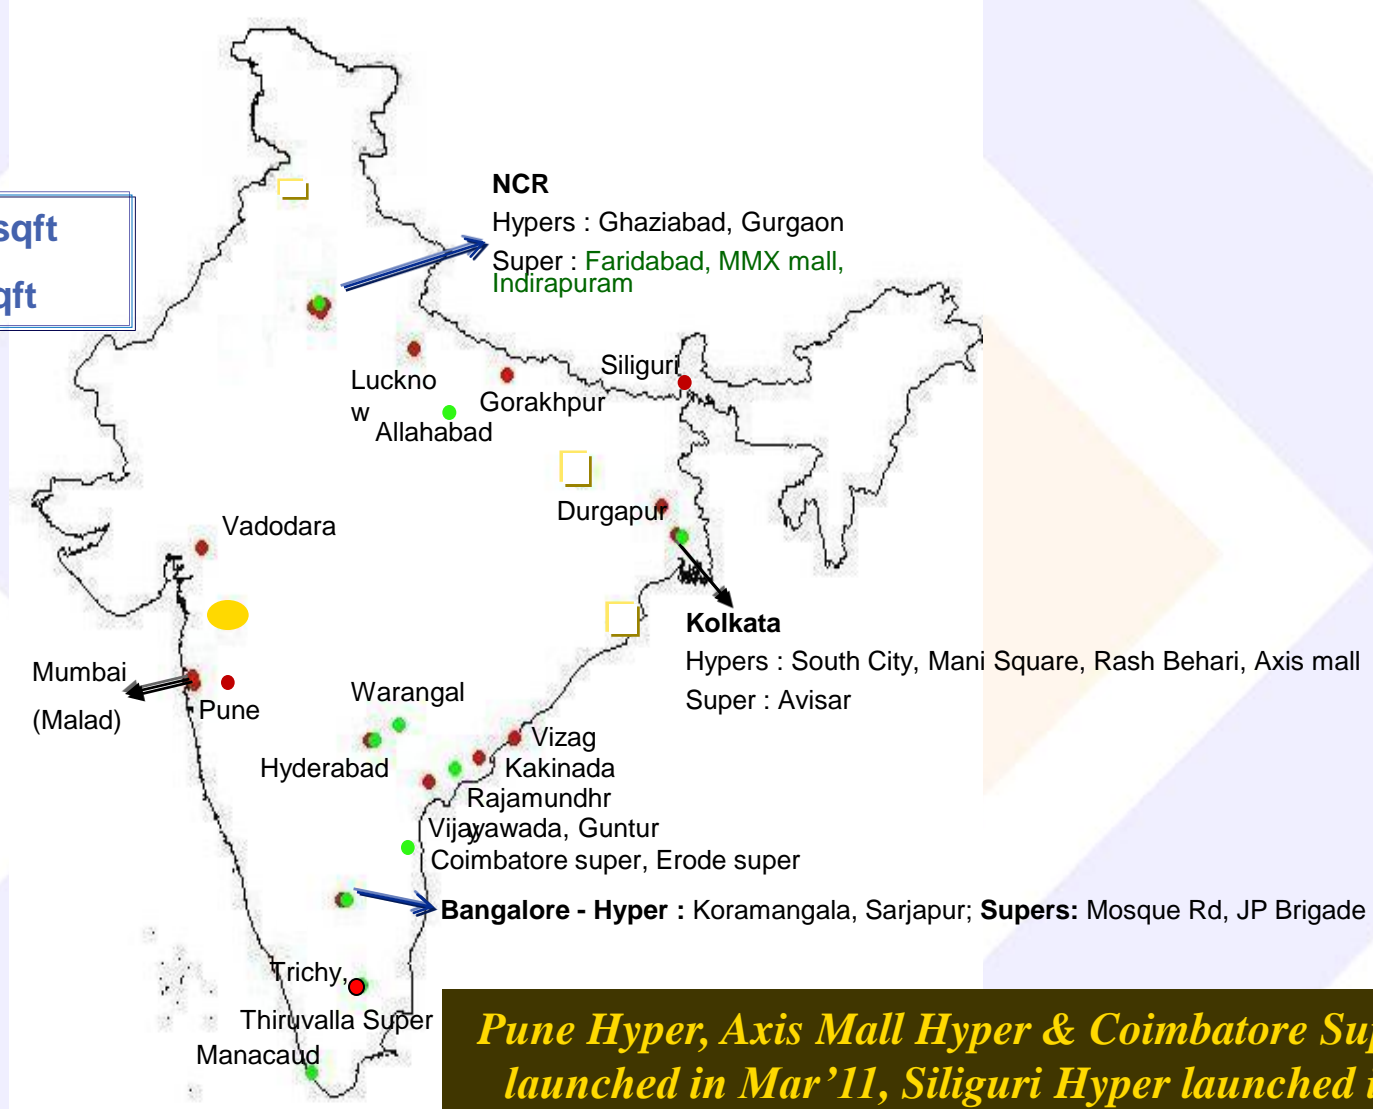 NCR
Hypers : Ghaziabad, Gurgaon
Super : Faridabad, MMX mall,
Indirapuram
sqft
qft
Siliguri
Luckno
w
Gorakhpur
Allahabad
Durgapur
Vadodara
Kolkata
Hypers : South City, Mani Square, Rash Behari, Axis mall
Super : Avisar
Mumbai
(Malad)
Pune
Warangal
Hyderabad
Vizag
Kakinada
Rajamundhr
y
Vijayawada, Guntur
Coimbatore super, Erode super
Bangalore - Hyper : Koramangala, Sarjapur; Supers: Mosque Rd, JP Brigade
Trichy,
Thiruvalla Super
Manacaud
Pune Hyper, Axis Mall Hyper & Coimbatore Su
launched in Mar’11, Siliguri Hyper launched